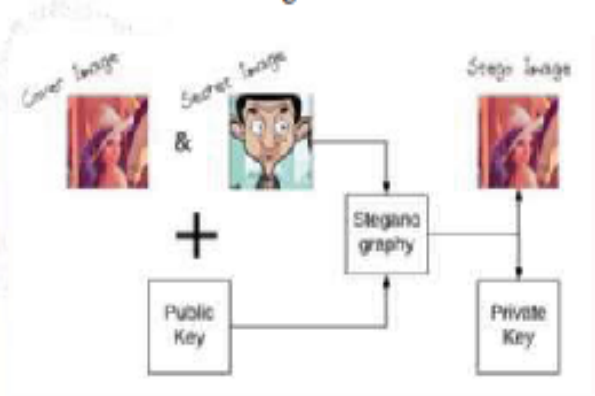 Cover Image
Secret Image
Stego Image
&
+
Stegano
graphy
Public
Key
Private
Key